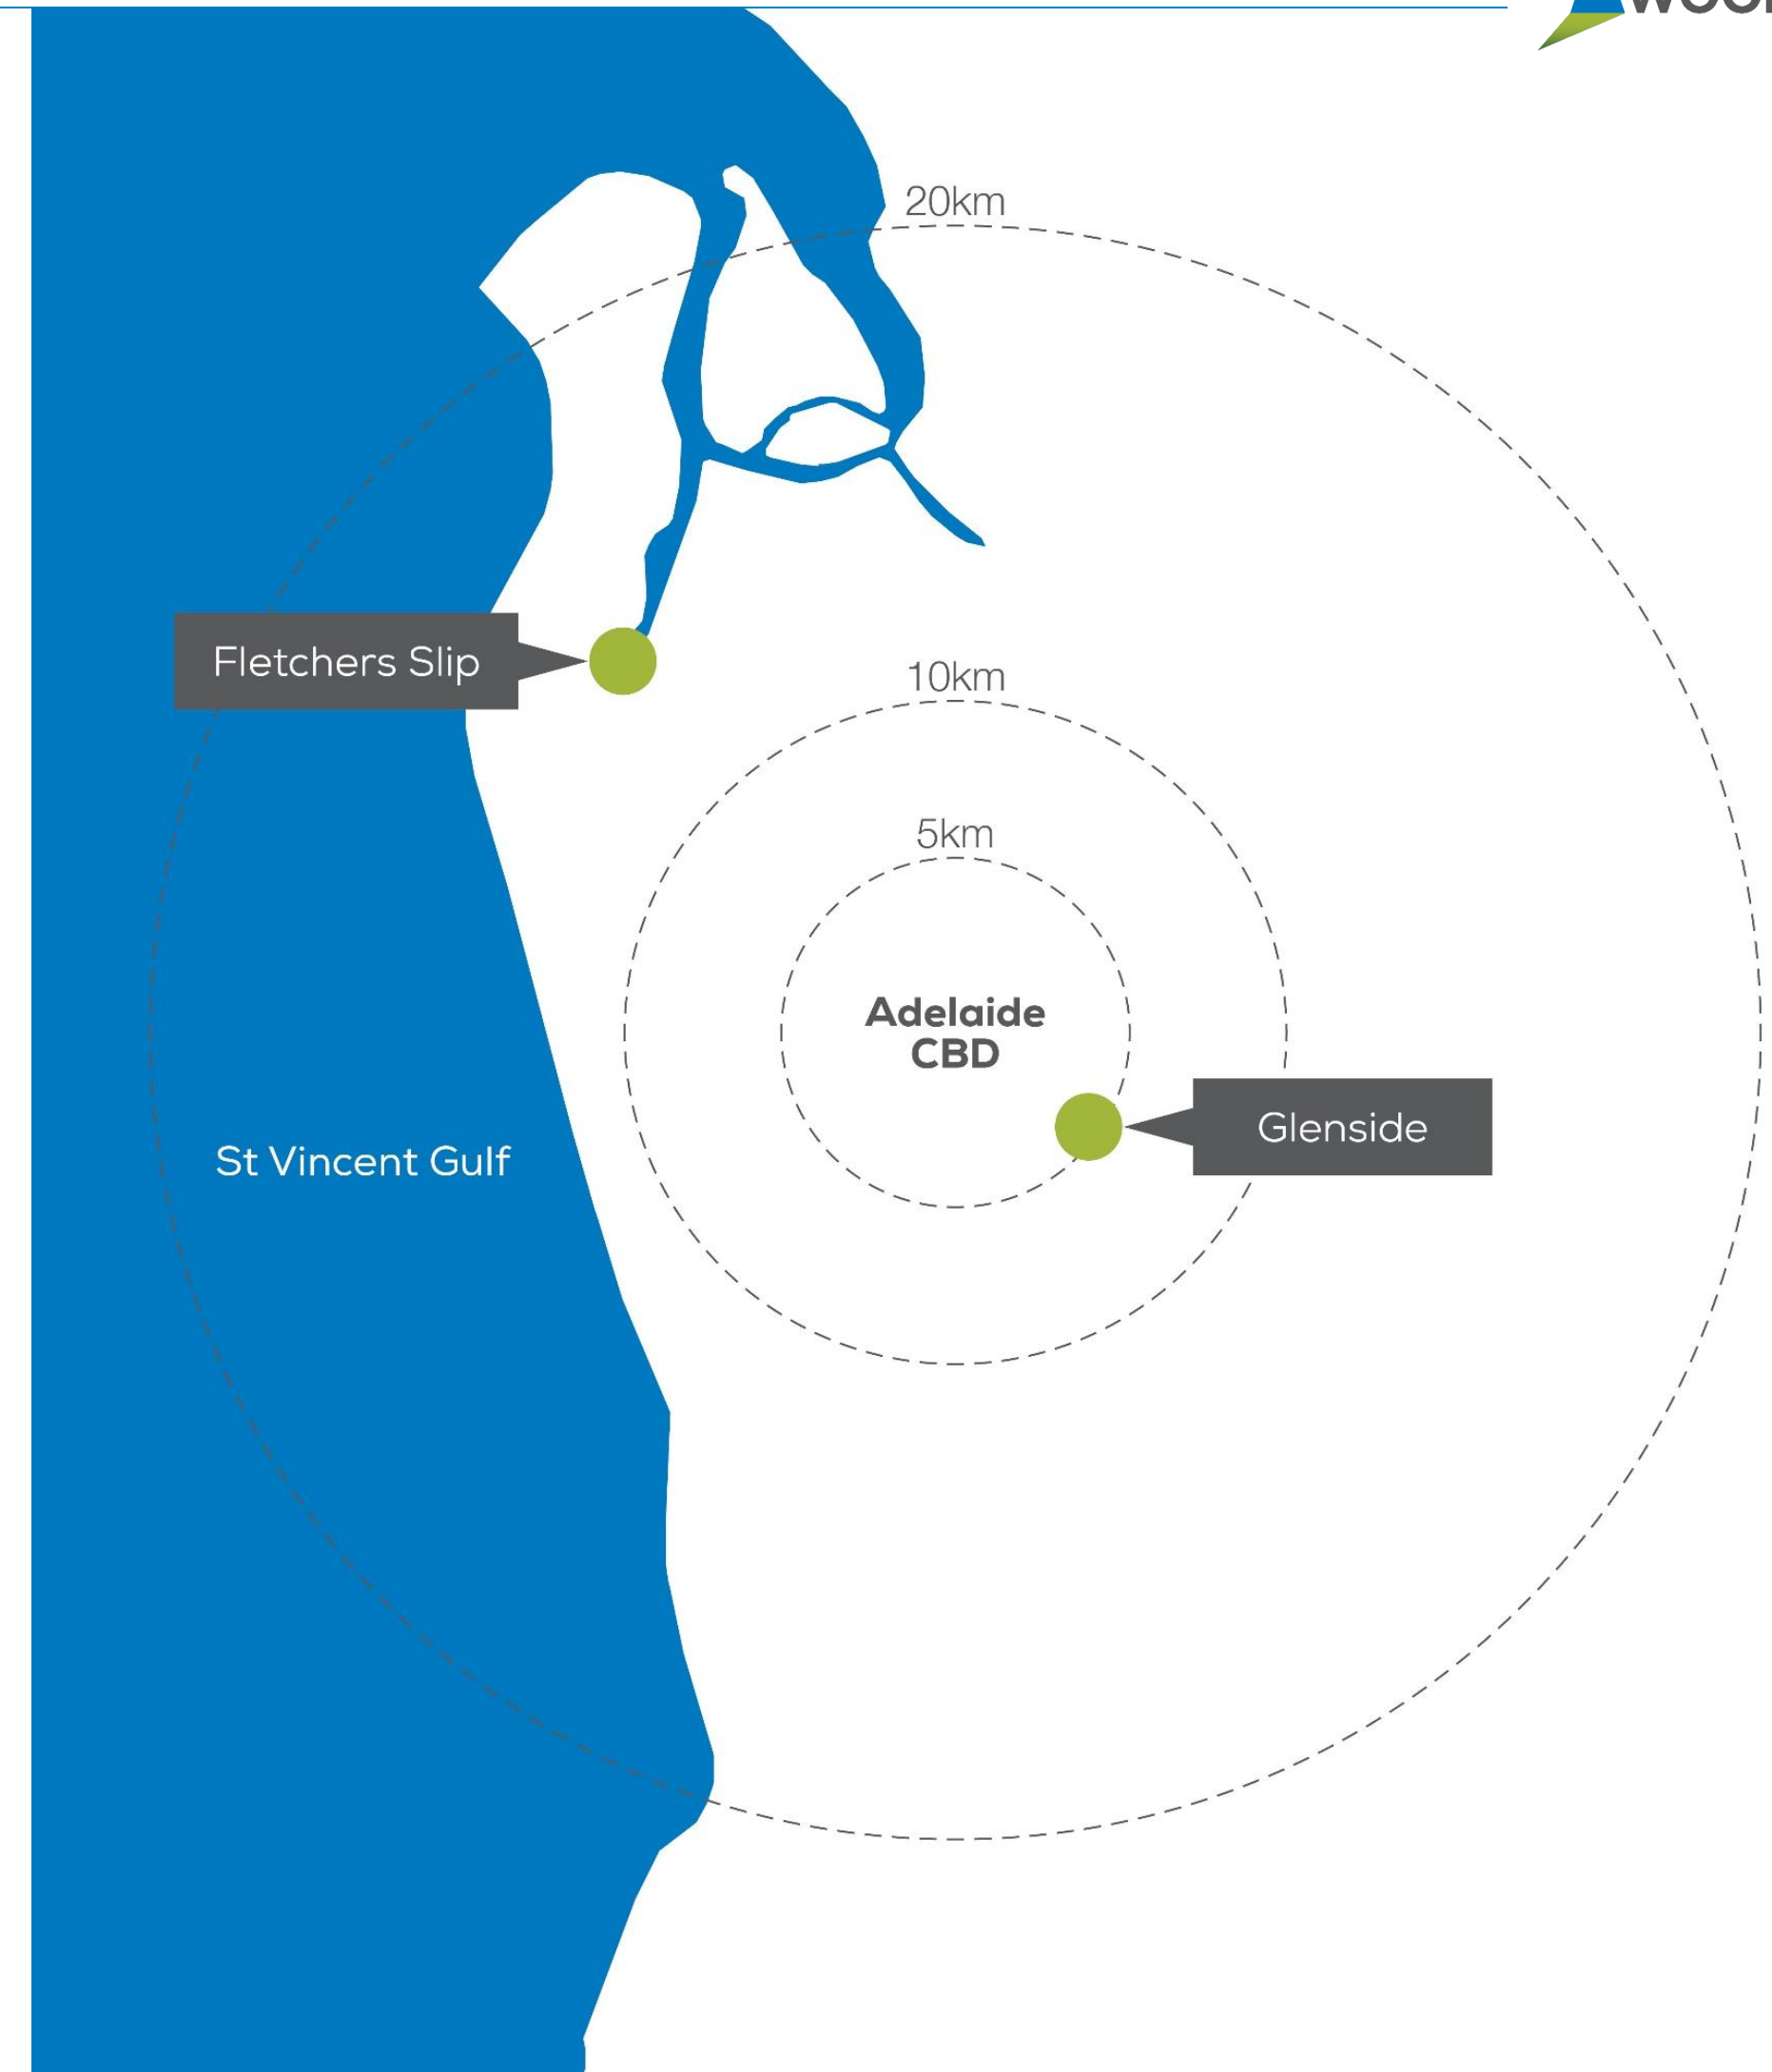 20km
Fletchers Slip
10km
5km
Adelaide
CBD
Glenside
St Vincent Gulf